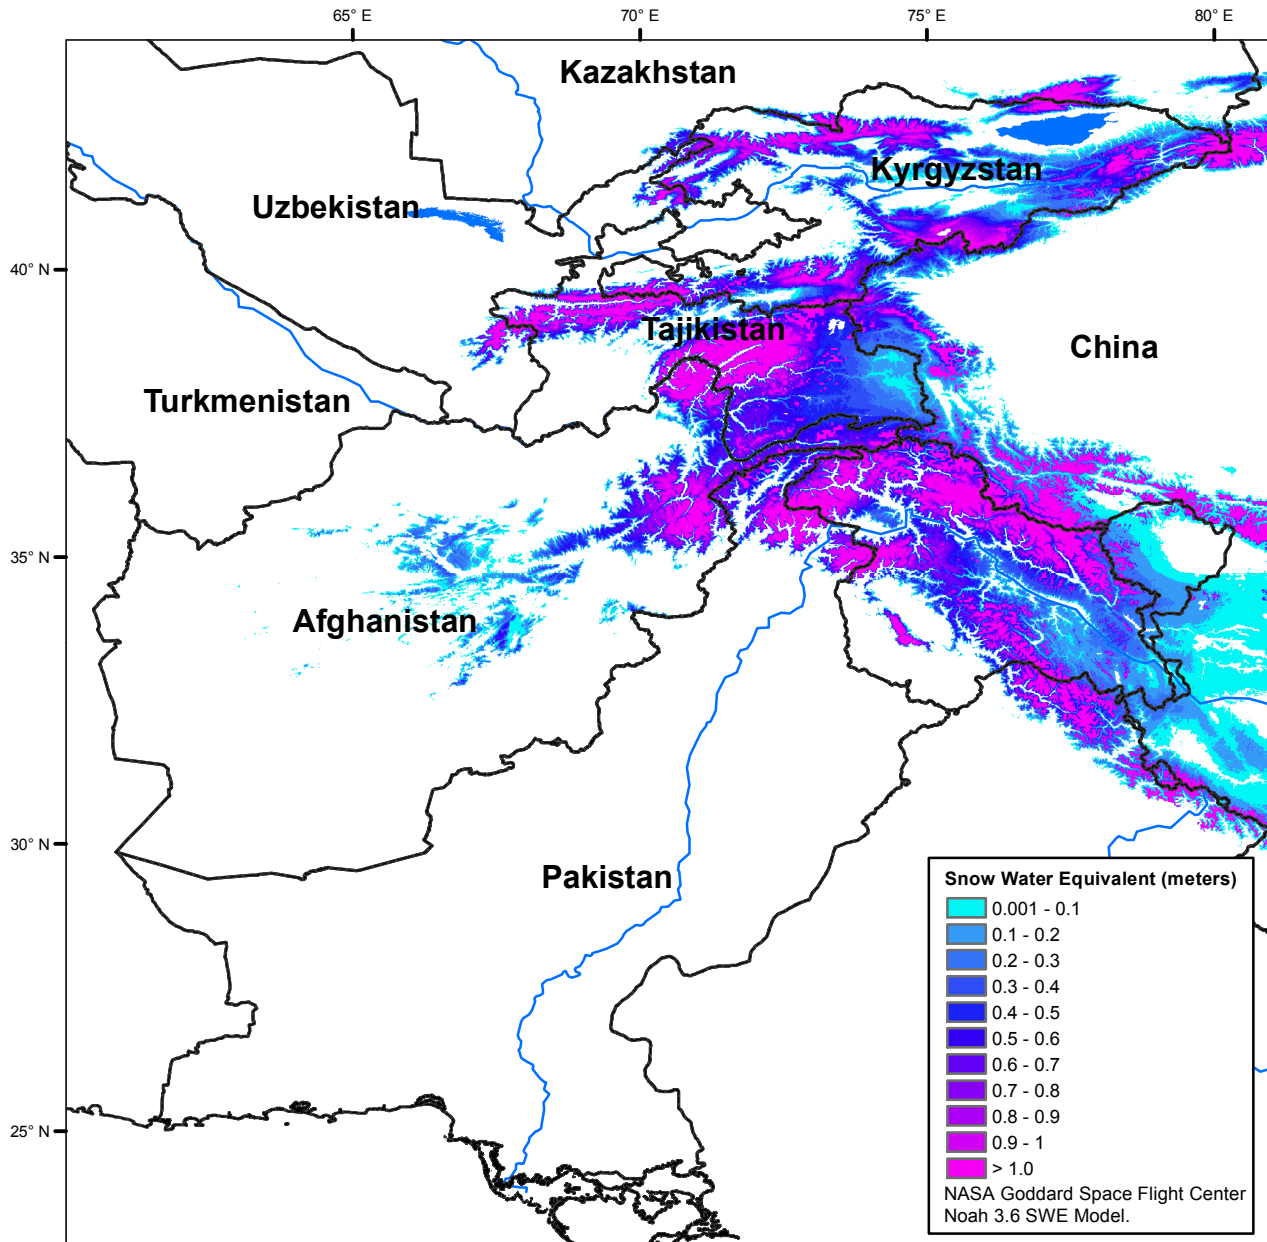 65° E
70° E
75° E
80° E
Kazakhstan
Kyrgyzstan
Uzbekistan
40° N
Tajikistan
China
Turkmenistan
35° N
Afghanistan
30° N
Pakistan
25° N
Snow Water Equivalent (meters)
0.001 - 0.1
0.1 - 0.2
0.2 - 0.3
0.3 - 0.4
0.4 - 0.5
0.5 - 0.6
0.6 - 0.7
0.7 - 0.8
0.8 - 0.9
0.9 - 1
> 1.0
NASA Goddard Space Flight Center
Noah 3.6 SWE Model.